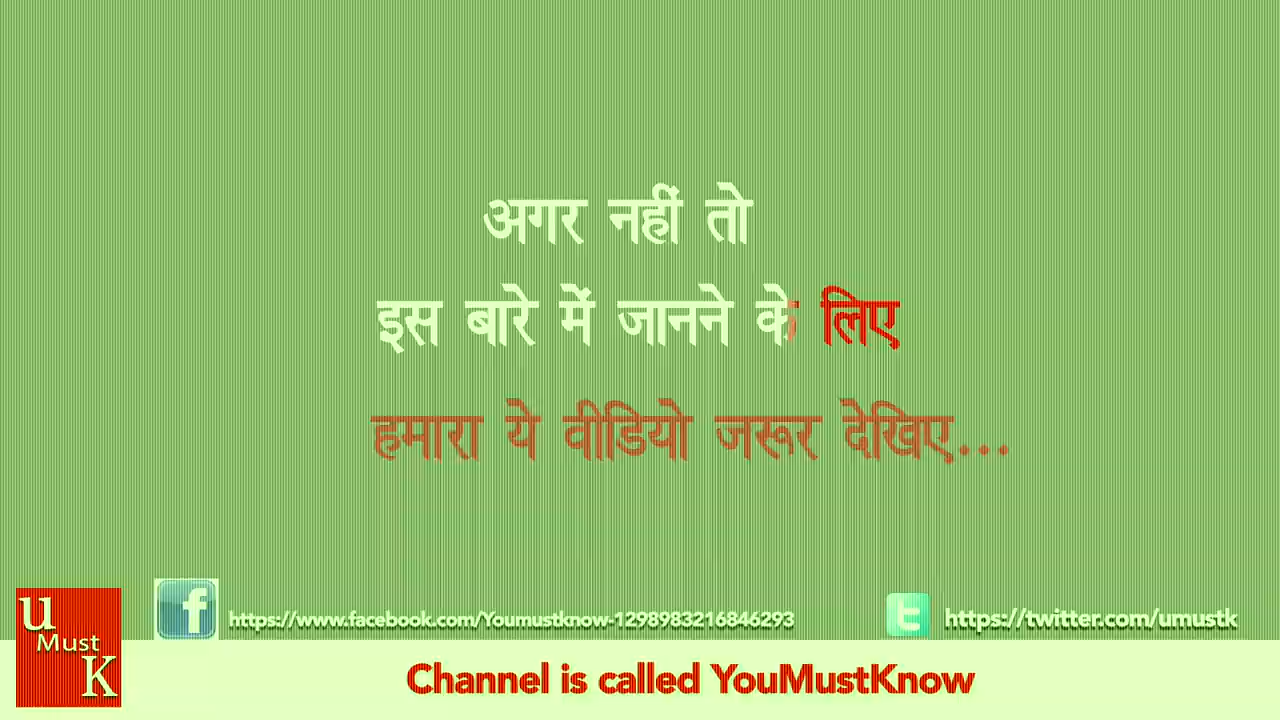 अगर नहीं तो
इस बारे में जानने के लिए
हमारा ये वीडियो जरूर देखिए...
u
Must
K
f
https://www.facebook.com/Youmustknow-1298983216846293
t
https://twitter.com/umustk
Channel is called YouMustKnow